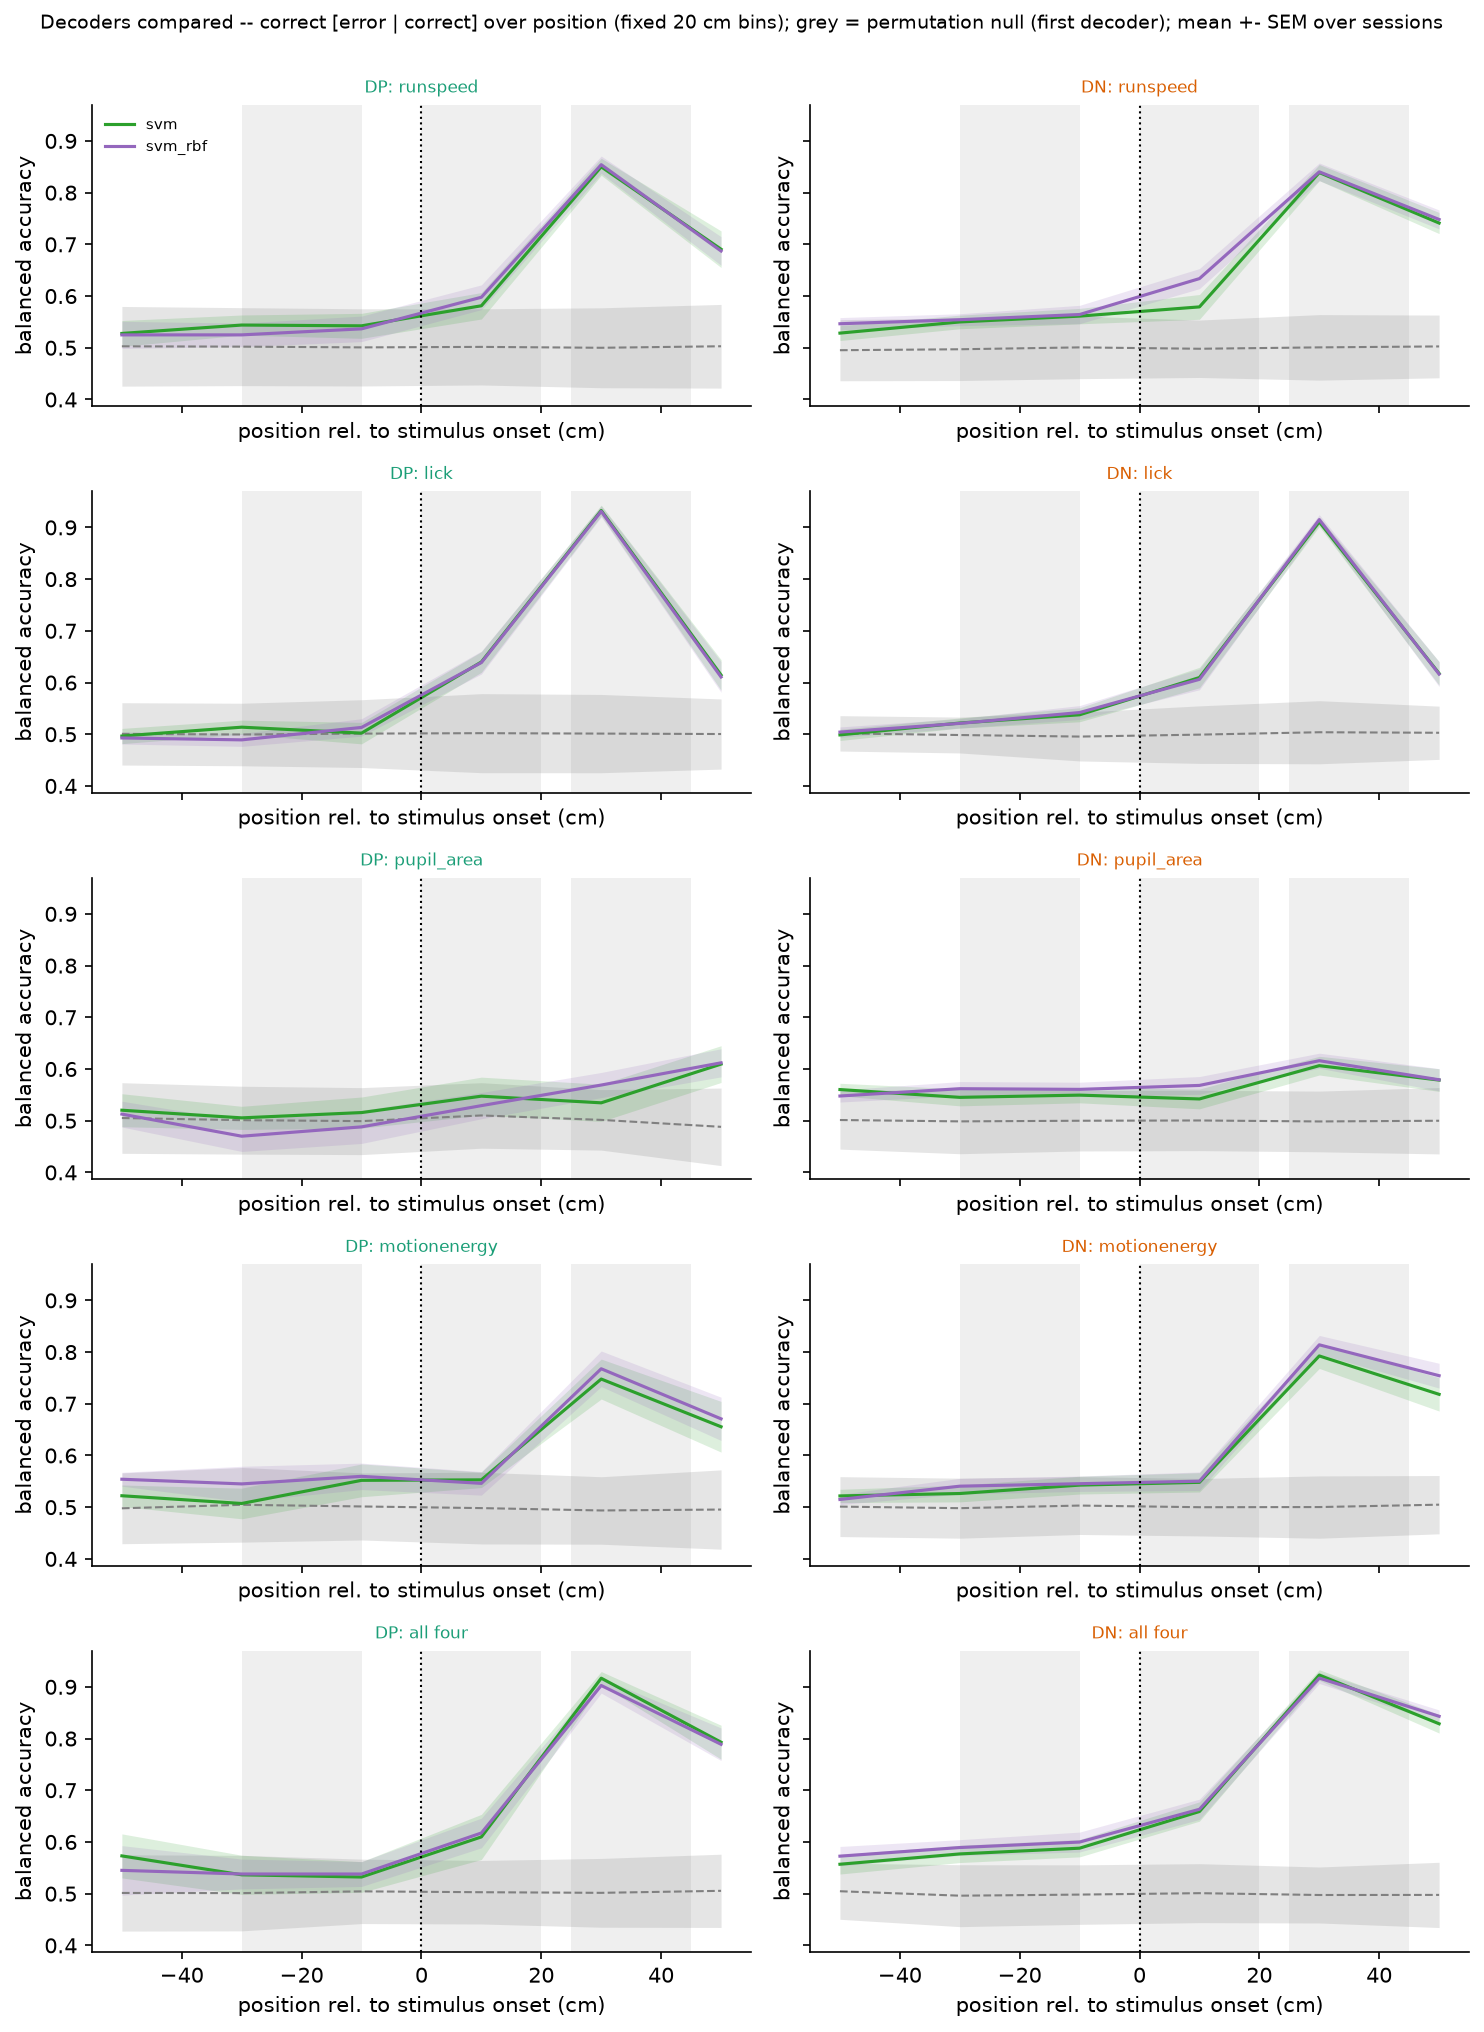 Decoders compared -- correct [error | correct] over position (fixed 20 cm bins); grey = permutation null (first decoder); mean +- SEM over sessions
DP: runspeed
DN: runspeed
svm
svm_rbf
0.9
0.8
0.7
0.6
0.5
0.4
balanced accuracy
balanced accuracy
position rel. to stimulus onset (cm)
position rel. to stimulus onset (cm)
DP: lick
DN: lick
0.9
0.8
0.7
0.6
0.5
0.4
balanced accuracy
balanced accuracy
position rel. to stimulus onset (cm)
position rel. to stimulus onset (cm)
DP: pupil_area
DN: pupil_area
0.9
0.8
0.7
0.6
0.5
0.4
balanced accuracy
balanced accuracy
position rel. to stimulus onset (cm)
position rel. to stimulus onset (cm)
DP: motionenergy
DN: motionenergy
0.9
0.8
0.7
0.6
0.5
0.4
balanced accuracy
balanced accuracy
position rel. to stimulus onset (cm)
position rel. to stimulus onset (cm)
DP: all four
DN: all four
0.9
0.8
0.7
0.6
0.5
0.4
balanced accuracy
balanced accuracy
−40 −20 0 20 40
−40 −20 0 20 40
position rel. to stimulus onset (cm)
position rel. to stimulus onset (cm)